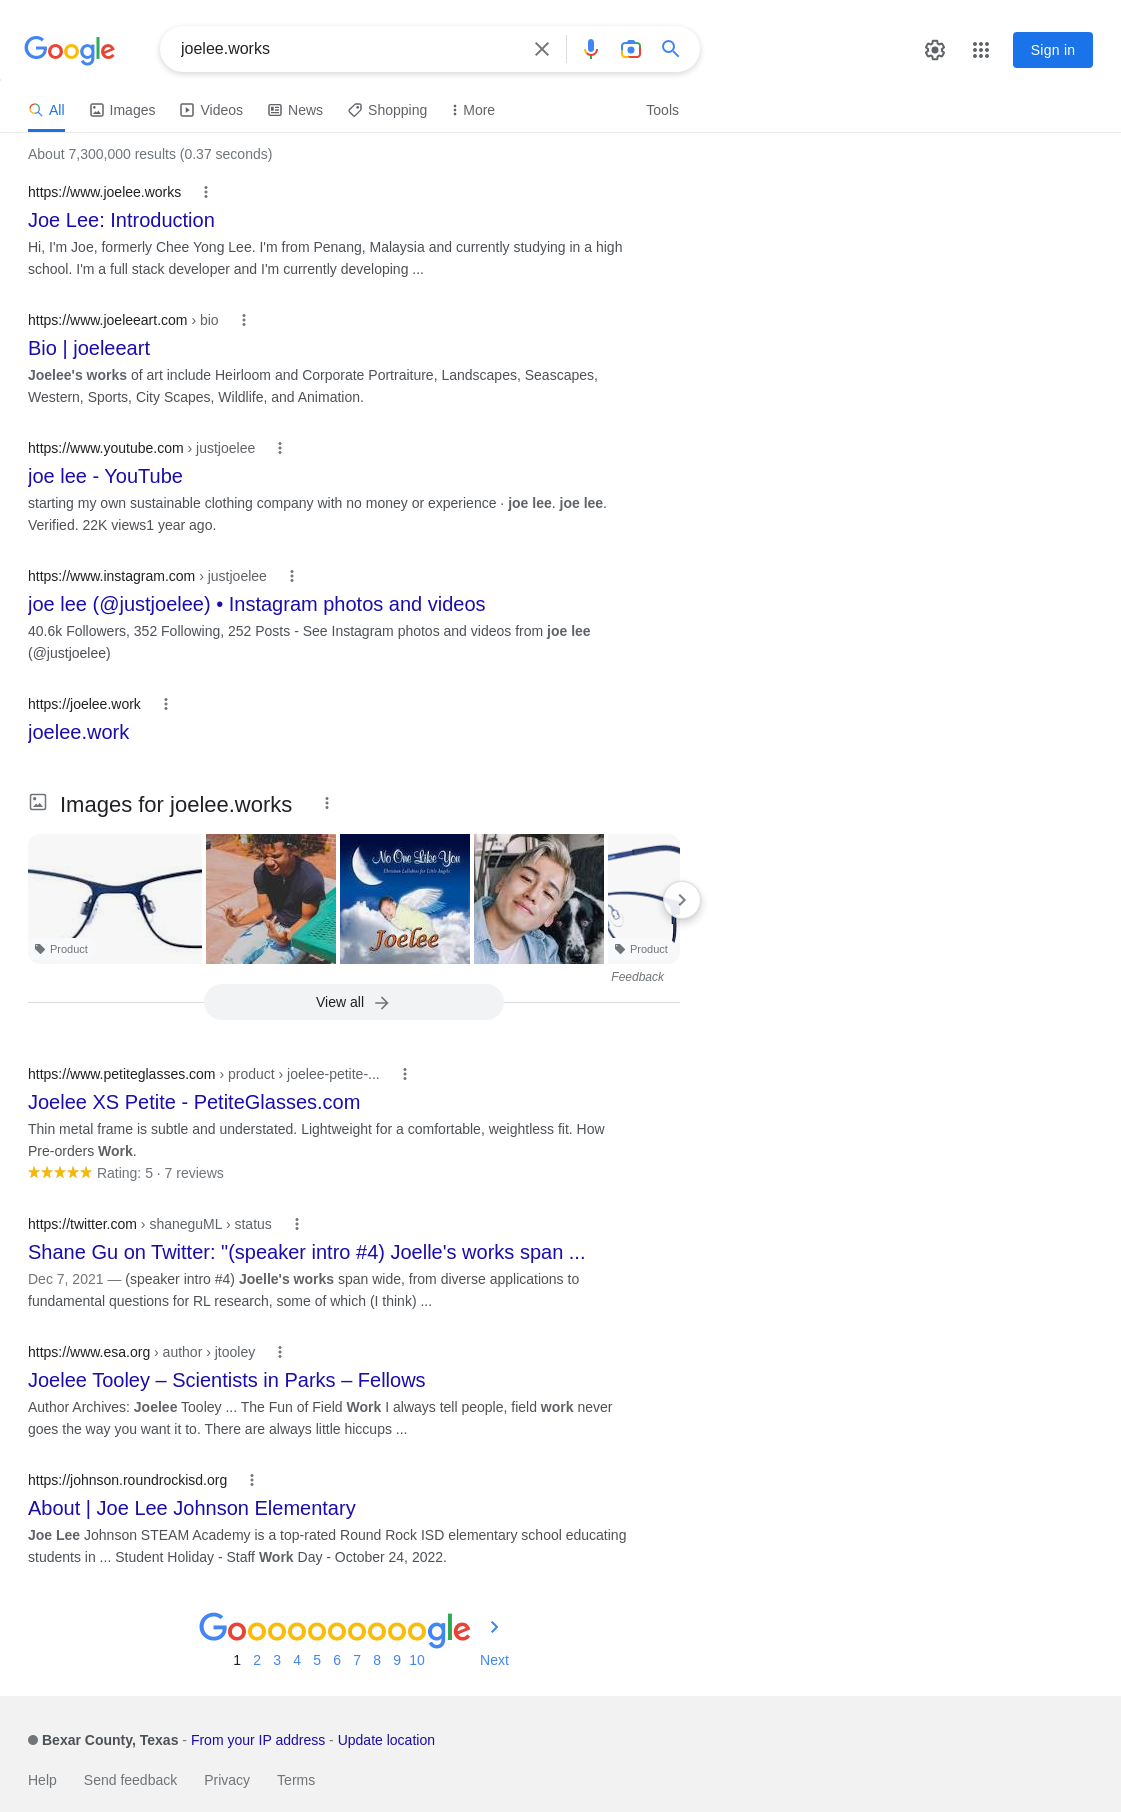 Google
joelee.works
Sign in
All
Images
Videos
News
Shopping
More
Tools
About 7,300,000 results (0.37 seconds)
https://www.joelee.works
Joe Lee: Introduction
Hi, I'm Joe, formerly Chee Yong Lee. I'm from Penang, Malaysia and currently studying in a high
school. I'm a full stack developer and I'm currently developing ...
https://www.joeleeart.com › bio
Bio | joeleeart
Joelee's works of art include Heirloom and Corporate Portraiture, Landscapes, Seascapes,
Western, Sports, City Scapes, Wildlife, and Animation.
https://www.youtube.com › justjoelee
joe lee - YouTube
starting my own sustainable clothing company with no money or experience · joe lee. joe lee.
Verified. 22K views1 year ago.
https://www.instagram.com › justjoelee
joe lee (@justjoelee) • Instagram photos and videos
40.6k Followers, 352 Following, 252 Posts - See Instagram photos and videos from joe lee
(@justjoelee)
https://joelee.work
joelee.work
Images for joelee.works
No One Like You
Christian Lullabies for Little Angels
Joelee
Product
Product
Feedback
View all
https://www.petiteglasses.com › product › joelee-petite-...
Joelee XS Petite - PetiteGlasses.com
Thin metal frame is subtle and understated. Lightweight for a comfortable, weightless fit. How
Pre-orders Work.
Rating: 5 · 7 reviews
https://twitter.com › shaneguML › status
Shane Gu on Twitter: "(speaker intro #4) Joelle's works span ...
Dec 7, 2021 — (speaker intro #4) Joelle's works span wide, from diverse applications to
fundamental questions for RL research, some of which (I think) ...
https://www.esa.org › author › jtooley
Joelee Tooley – Scientists in Parks – Fellows
Author Archives: Joelee Tooley ... The Fun of Field Work I always tell people, field work never
goes the way you want it to. There are always little hiccups ...
https://johnson.roundrockisd.org
About | Joe Lee Johnson Elementary
Joe Lee Johnson STEAM Academy is a top-rated Round Rock ISD elementary school educating
students in ... Student Holiday - Staff Work Day - October 24, 2022.
Goooooooooogle
1 2 3 4 5 6 7 8 9 10 Next
Bexar County, Texas - From your IP address - Update location
Help Send feedback Privacy Terms